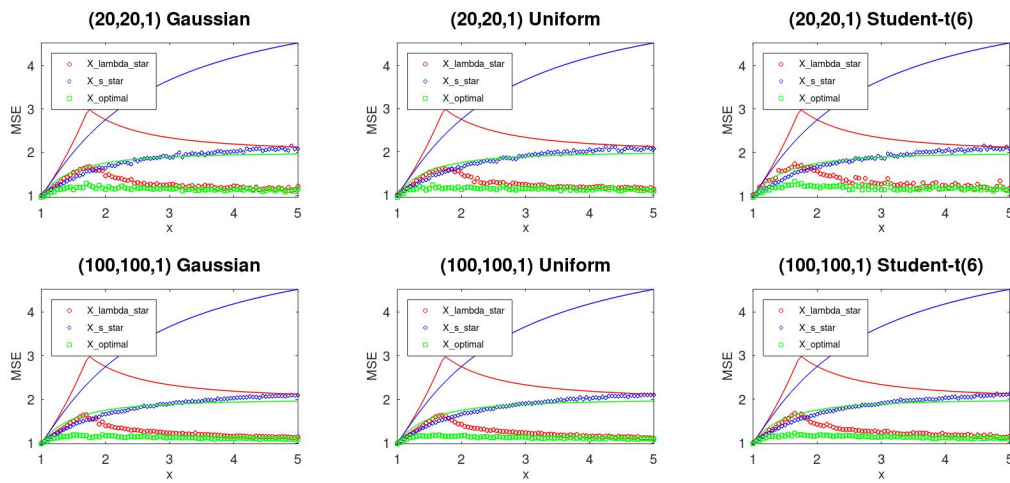 (20,20,1) Gaussian
4
3
2
1
MSE
X_lambda_star
X_s_star
X_optimal
1 2 3 4 5
x
(20,20,1) Uniform
4
3
2
1
MSE
X_lambda_star
X_s_star
X_optimal
1 2 3 4 5
x
(20,20,1) Student-t(6)
4
3
2
1
MSE
X_lambda_star
X_s_star
X_optimal
1 2 3 4 5
x
(100,100,1) Gaussian
4
3
2
1
MSE
X_lambda_star
X_s_star
X_optimal
1 2 3 4 5
x
(100,100,1) Uniform
4
3
2
1
MSE
X_lambda_star
X_s_star
X_optimal
1 2 3 4 5
x
(100,100,1) Student-t(6)
4
3
2
1
MSE
X_lambda_star
X_s_star
X_optimal
1 2 3 4 5
x